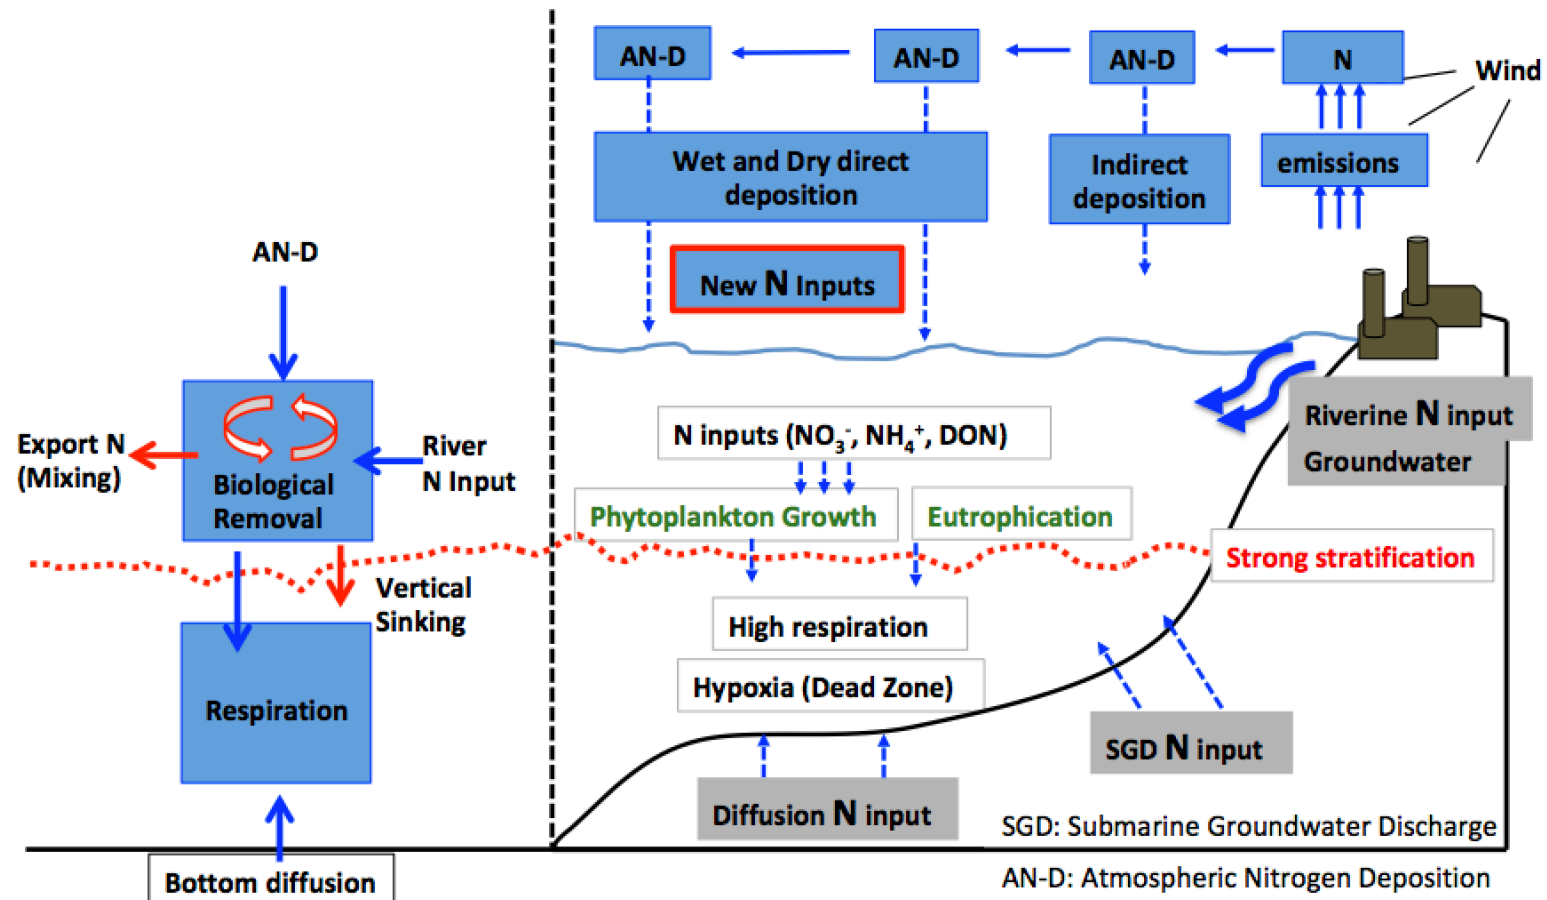 AN-D
AN-D
AN-D
N
Wind
Wet and Dry direct
deposition
Indirect
deposition
emissions
New N Inputs
AN-D
Export N
(Mixing)
River
N Input
Biological
Removal
Vertical
Sinking
Respiration
Bottom diffusion
Riverine N input
Groundwater
N inputs (NO₃⁻, NH₄⁺, DON)
Phytoplankton Growth
Eutrophication
Strong stratification
High respiration
Hypoxia (Dead Zone)
SGD N input
Diffusion N input
SGD: Submarine Groundwater Discharge
AN-D: Atmospheric Nitrogen Deposition